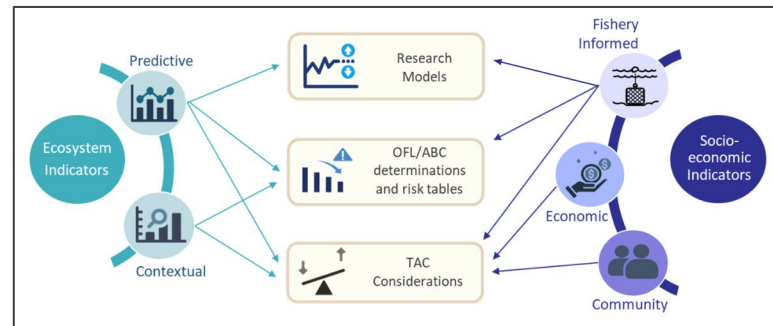 Predictive
Ecosystem
Indicators
Contextual
Research
Models
OFL/ABC
determinations
and risk tables
TAC
Considerations
Fishery
Informed
Socio-
economic
Indicators
Economic
Community